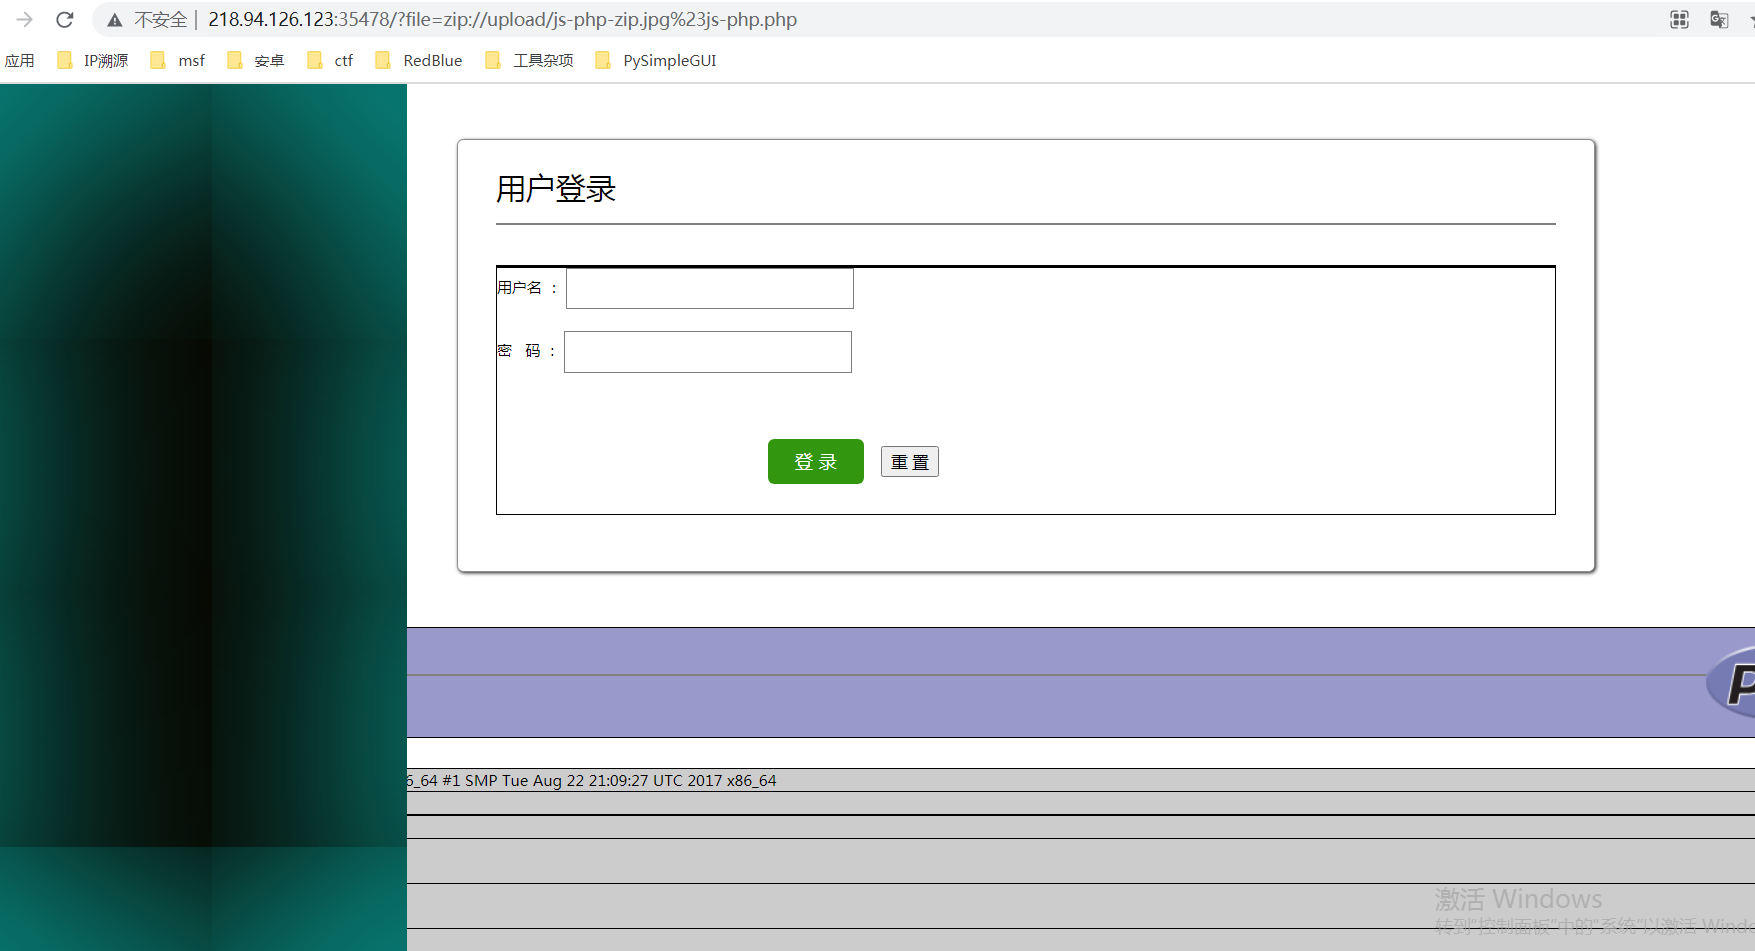 不安全 | 218.94.126.123:35478/?file=zip://upload/js-php-zip.jpg%23js-php.php
应用 IP溯源 msf 安卓 ctf RedBlue 工具杂项 PySimpleGUI
用户登录
用户名 :
密 码 :
登 录 重 置
6_64 #1 SMP Tue Aug 22 21:09:27 UTC 2017 x86_64
激活 Windows
转到"控制面板"中的"系统"以激活 Windo